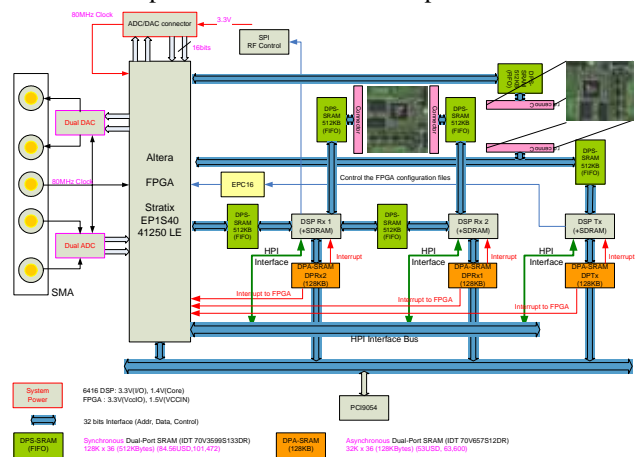 80MHz Clock
ADC/DAC connector
3.3V
16bits
SPI
RF Control
DPS-
SRAM
512KB
(FIFO)
DPS-
SRAM
512KB
(FIFO)
Connector
Connector
DPS-
SRAM
512KB
(FIFO)
DPS-
SRAM
512KB
(FIFO)
Dual DAC
80MHz Clock
Dual ADC
SMA
Altera
FPGA
Stratix
EP1S40
41250 LE
EPC16
Control the FPGA configuration files
DPS-
SRAM
512KB
(FIFO)
DSP Rx 1
(+SDRAM)
DPS-
SRAM
512KB
(FIFO)
DSP Rx 2
(+SDRAM)
DSP Tx
(+SDRAM)
HPI
Interface
Interrupt
HPI
Interface
Interrupt
HPI
Interface
Interrupt
DPA-SRAM
DPRx2
(128KB)
DPA-SRAM
DPRx1
(128KB)
DPA-SRAM
DPTx
(128KB)
Interrupt to FPGA
Interrupt to FPGA
Interrupt to FPGA
HPI Interface Bus
PCI9054
System
Power
6416 DSP: 3.3V(I/O), 1.4V(Core)
FPGA : 3.3V(VccIO), 1.5V(VCCIN)
32 bits Interface (Addr, Data, Control)
DPS-SRAM
(FIFO)
Synchronous Dual-Port SRAM (IDT 70V3599S133DR)
128K x 36 (512KBytes) (84.56USD,101,472)
DPA-SRAM
(128KB)
Asynchronous Dual-Port SRAM (IDT 70V657S12DR)
32K x 36 (128KBytes) (53USD, 63,600)